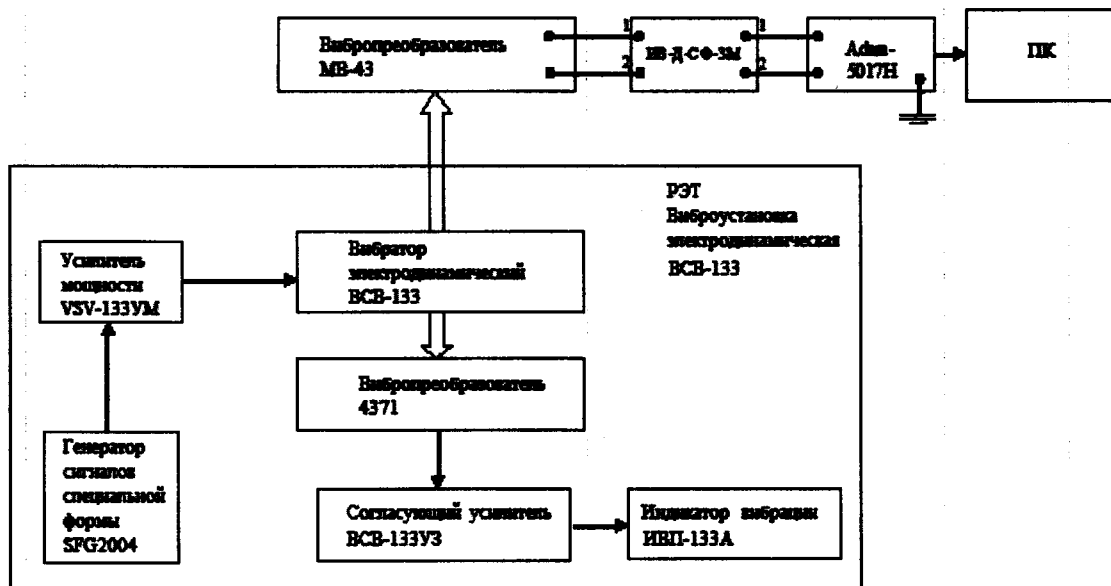 Вибропреобразователь
МВ-43
1
2
ИВ-Д-СФ-3М
1
2
Adam-
5017H
ПК
РЭТ
Виброустановка
электродинамическая
ВСВ-133
Усилитель
мощности
VSV-133УМ
Вибратор
электродинамический
ВСВ-133
Вибропреобразователь
4371
Генератор
сигналов
специальной
формы
SFG2004
Согласующий усилитель
ВСВ-133УЗ
Индикатор вибрации
ИВП-133А